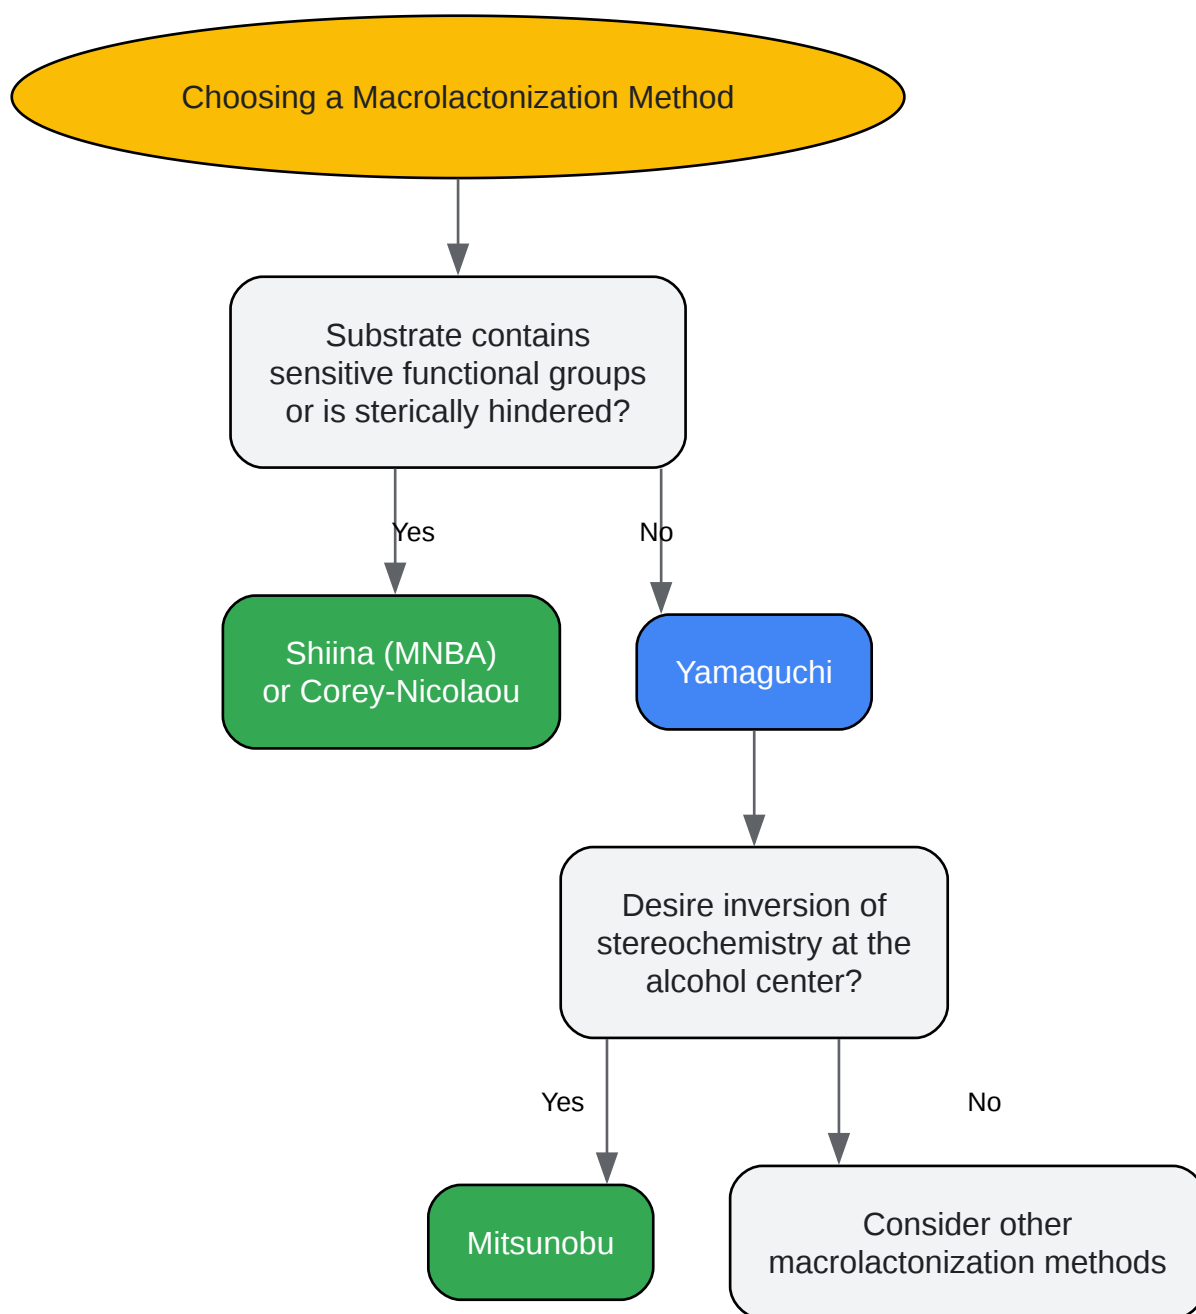 Choosing a Macrolactonization Method
Substrate contains
sensitive functional groups
or is sterically hindered?
Yes
No
Shiina (MNBA)
or Corey-Nicolaou
Yamaguchi
Desire inversion of
stereochemistry at the
alcohol center?
Yes
No
Mitsunobu
Consider other
macrolactonization methods